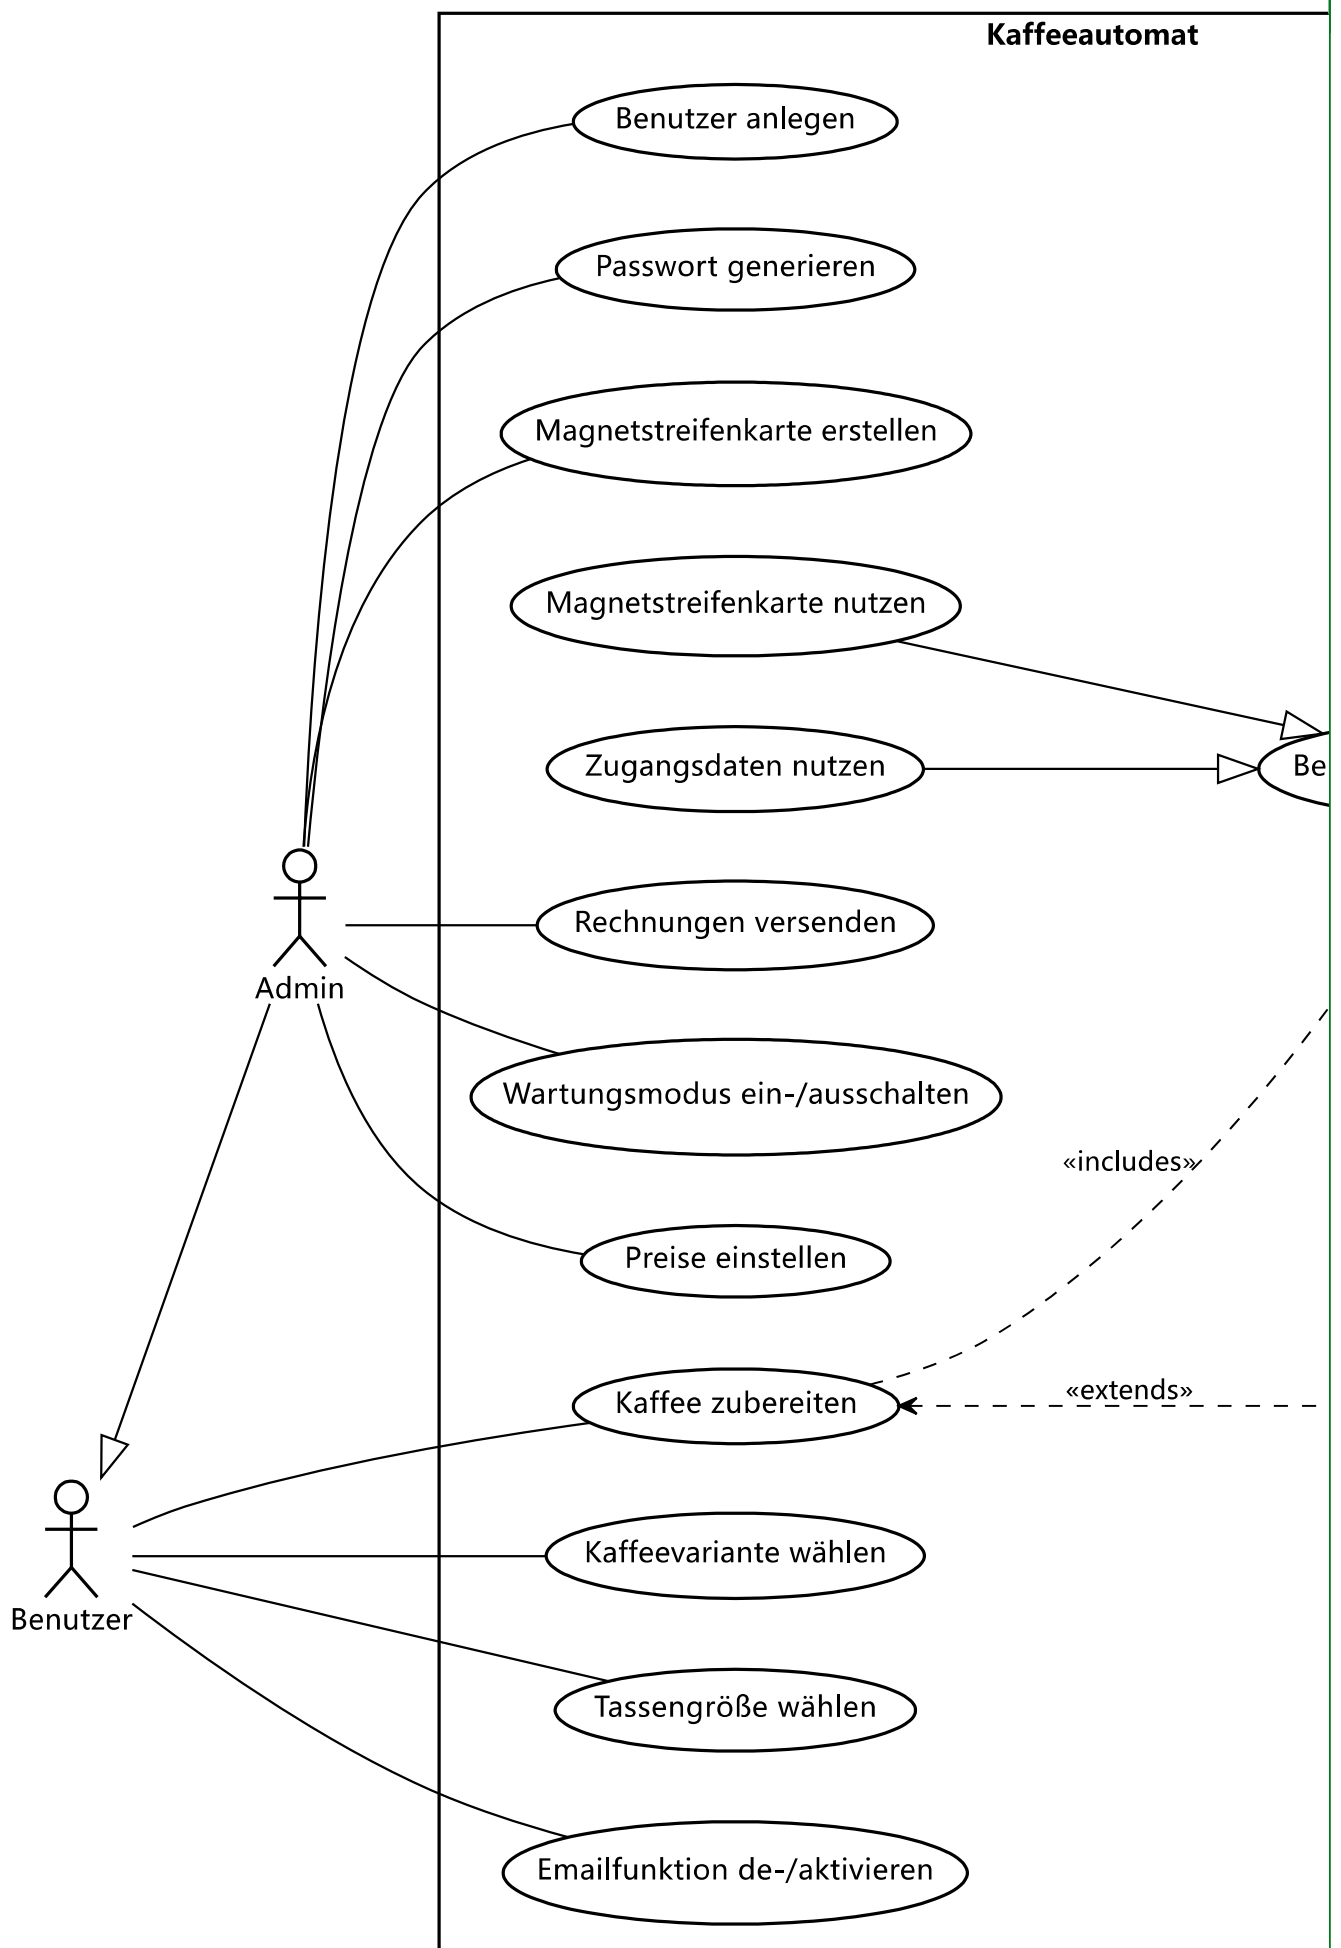 Kaffeeautomat
Benutzer anlegen
Passwort generieren
Magnetstreifenkarte erstellen
Magnetstreifenkarte nutzen
Zugangsdaten nutzen
Be
Rechnungen versenden
Admin
Wartungsmodus ein-/ausschalten
«includes»
Preise einstellen
«extends»
Kaffee zubereiten
Kaffeevariante wählen
Benutzer
Tassengröße wählen
Emailfunktion de-/aktivieren